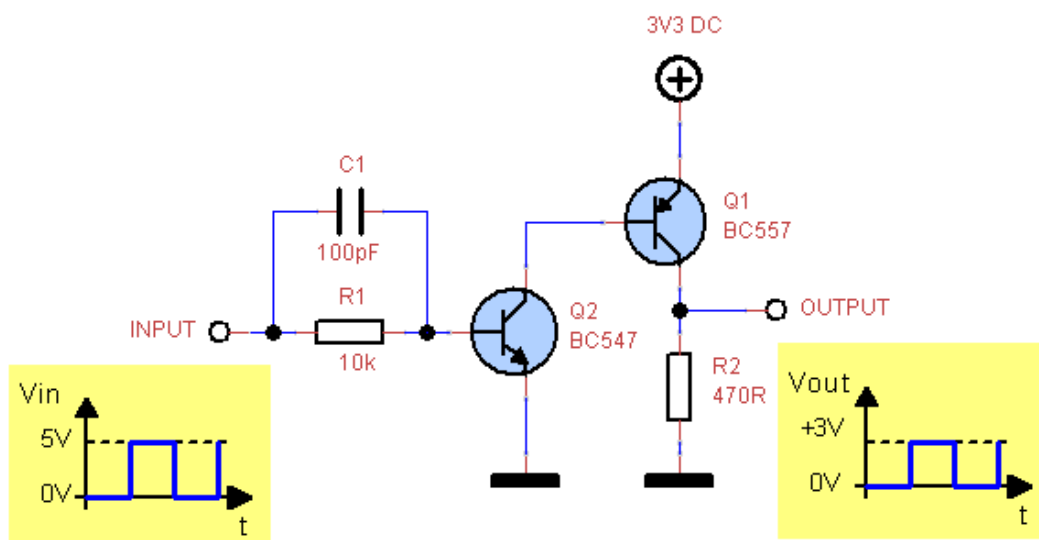 3V3 DC
C1
100pF
Q1
BC557
R1
10k
INPUT
Q2
BC547
OUTPUT
R2
470R
Vin
5V
0V
t
Vout
+3V
0V
t